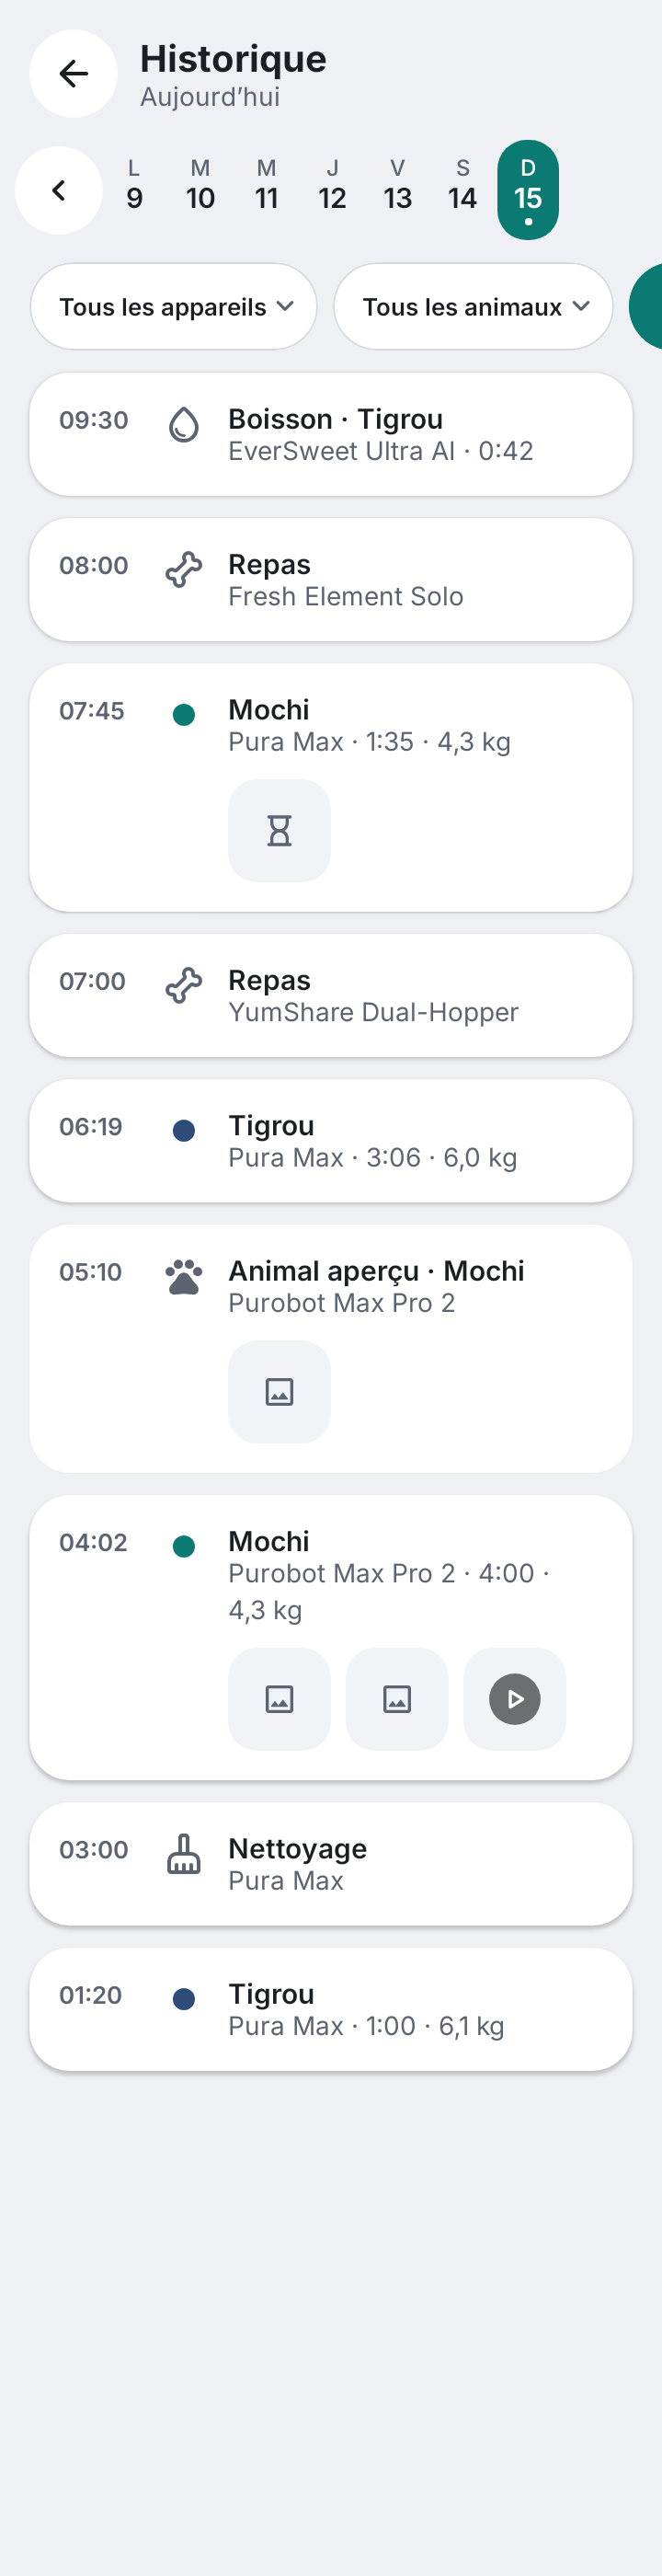 Historique
Aujourd’hui
L M M J V S D
9 10 11 12 13 14 15
Tous les appareils Tous les animaux
09:30 Boisson · Tigrou
EverSweet Ultra AI · 0:42
08:00 Repas
Fresh Element Solo
07:45 Mochi
Pura Max · 1:35 · 4,3 kg
07:00 Repas
YumShare Dual-Hopper
06:19 Tigrou
Pura Max · 3:06 · 6,0 kg
05:10 Animal aperçu · Mochi
Purobot Max Pro 2
04:02 Mochi
Purobot Max Pro 2 · 4:00 ·
4,3 kg
03:00 Nettoyage
Pura Max
01:20 Tigrou
Pura Max · 1:00 · 6,1 kg